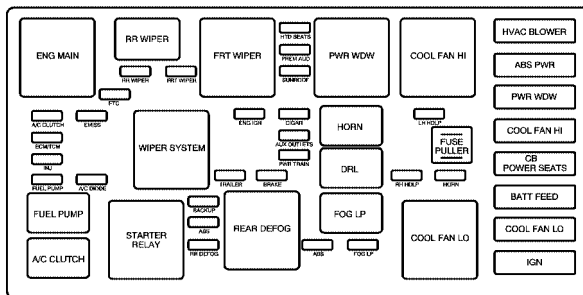 ENG MAIN
RR WIPER
FRT WIPER
HTD SEATS
PREM AUD
SUNROOF
PWR WDW
COOL FAN HI
HVAC BLOWER
ABS PWR
PWR WDW
COOL FAN HI
CB
POWER SEATS
BATT FEED
COOL FAN LO
IGN
RR WIPER
FRT WIPER
ETC
A/C CLUTCH
EMISS
ECM/TCM
INJ
FUEL PUMP
A/C DIODE
WIPER SYSTEM
ENG IGN
CIGAR
AUX OUTLETS
PWR TRAIN
HORN
LH HDLP
FUSE
PULLER
TRAILER
BRAKE
DRL
RH HDLP
HORN
FUEL PUMP
A/C CLUTCH
STARTER
RELAY
BACKUP
ABS
RR DEFOG
REAR DEFOG
FOG LP
ABS
FOG LP
COOL FAN LO